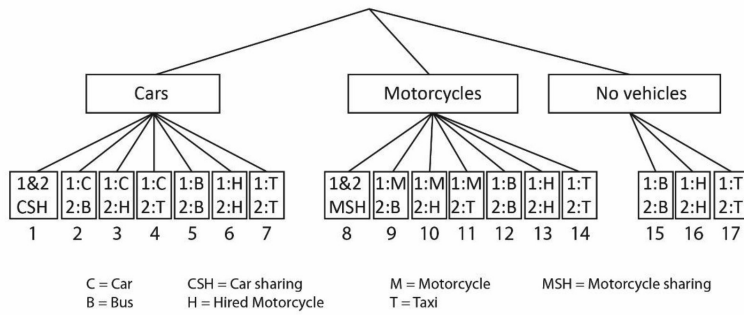 Cars Motorcycles No vehicles
1&2 1:C 1:C 1:C 1:B 1:H 1:T 1&2 1:M 1:M 1:M 1:B 1:H 1:T 1:B 1:H 1:T
CSH 2:B 2:H 2:T 2:B 2:H 2:T MSH 2:B 2:H 2:T 2:B 2:H 2:T 2:B 2:H 2:T
1 2 3 4 5 6 7 8 9 10 11 12 13 14 15 16 17
C = Car CSH = Car sharing M = Motorcycle MSH = Motorcycle sharing
B = Bus H = Hired Motorcycle T = Taxi